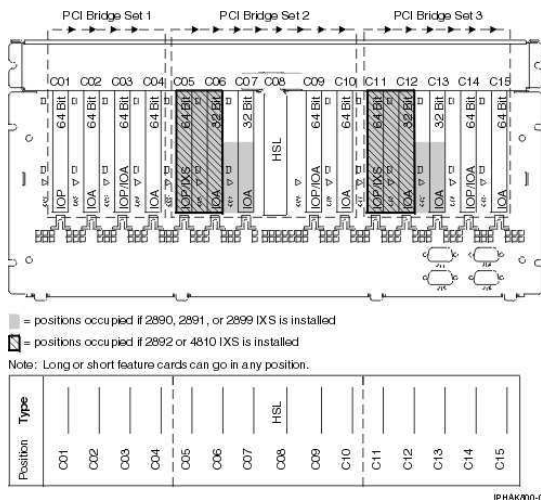 PCI Bridge Set 1 PCI Bridge Set 2 PCI Bridge Set 3
C01 C02 C03 C04 C05 C06 C07 C08 C09 C10 C11 C12 C13 C14 C15
64 Bit 64 Bit 64 Bit 64 Bit 64 Bit 32 Bit 32 Bit HSL 64 Bit 64 Bit 64 Bit 32 Bit 32 Bit 64 Bit 64 Bit
IOP IOA IOP/IOA IOA IOP/IXS IOA IOA IOP/IOA IOA IOP/IXS IOA IOA IOP/IOA IOA
= positions occupied if 2890, 2891, or 2899 IXS is installed
= positions occupied if 2892 or 4810 IXS is installed
Note: Long or short feature cards can go in any position.
Type HSL
Position C01 C02 C03 C04 C05 C06 C07 C08 C09 C10 C11 C12 C13 C14 C15